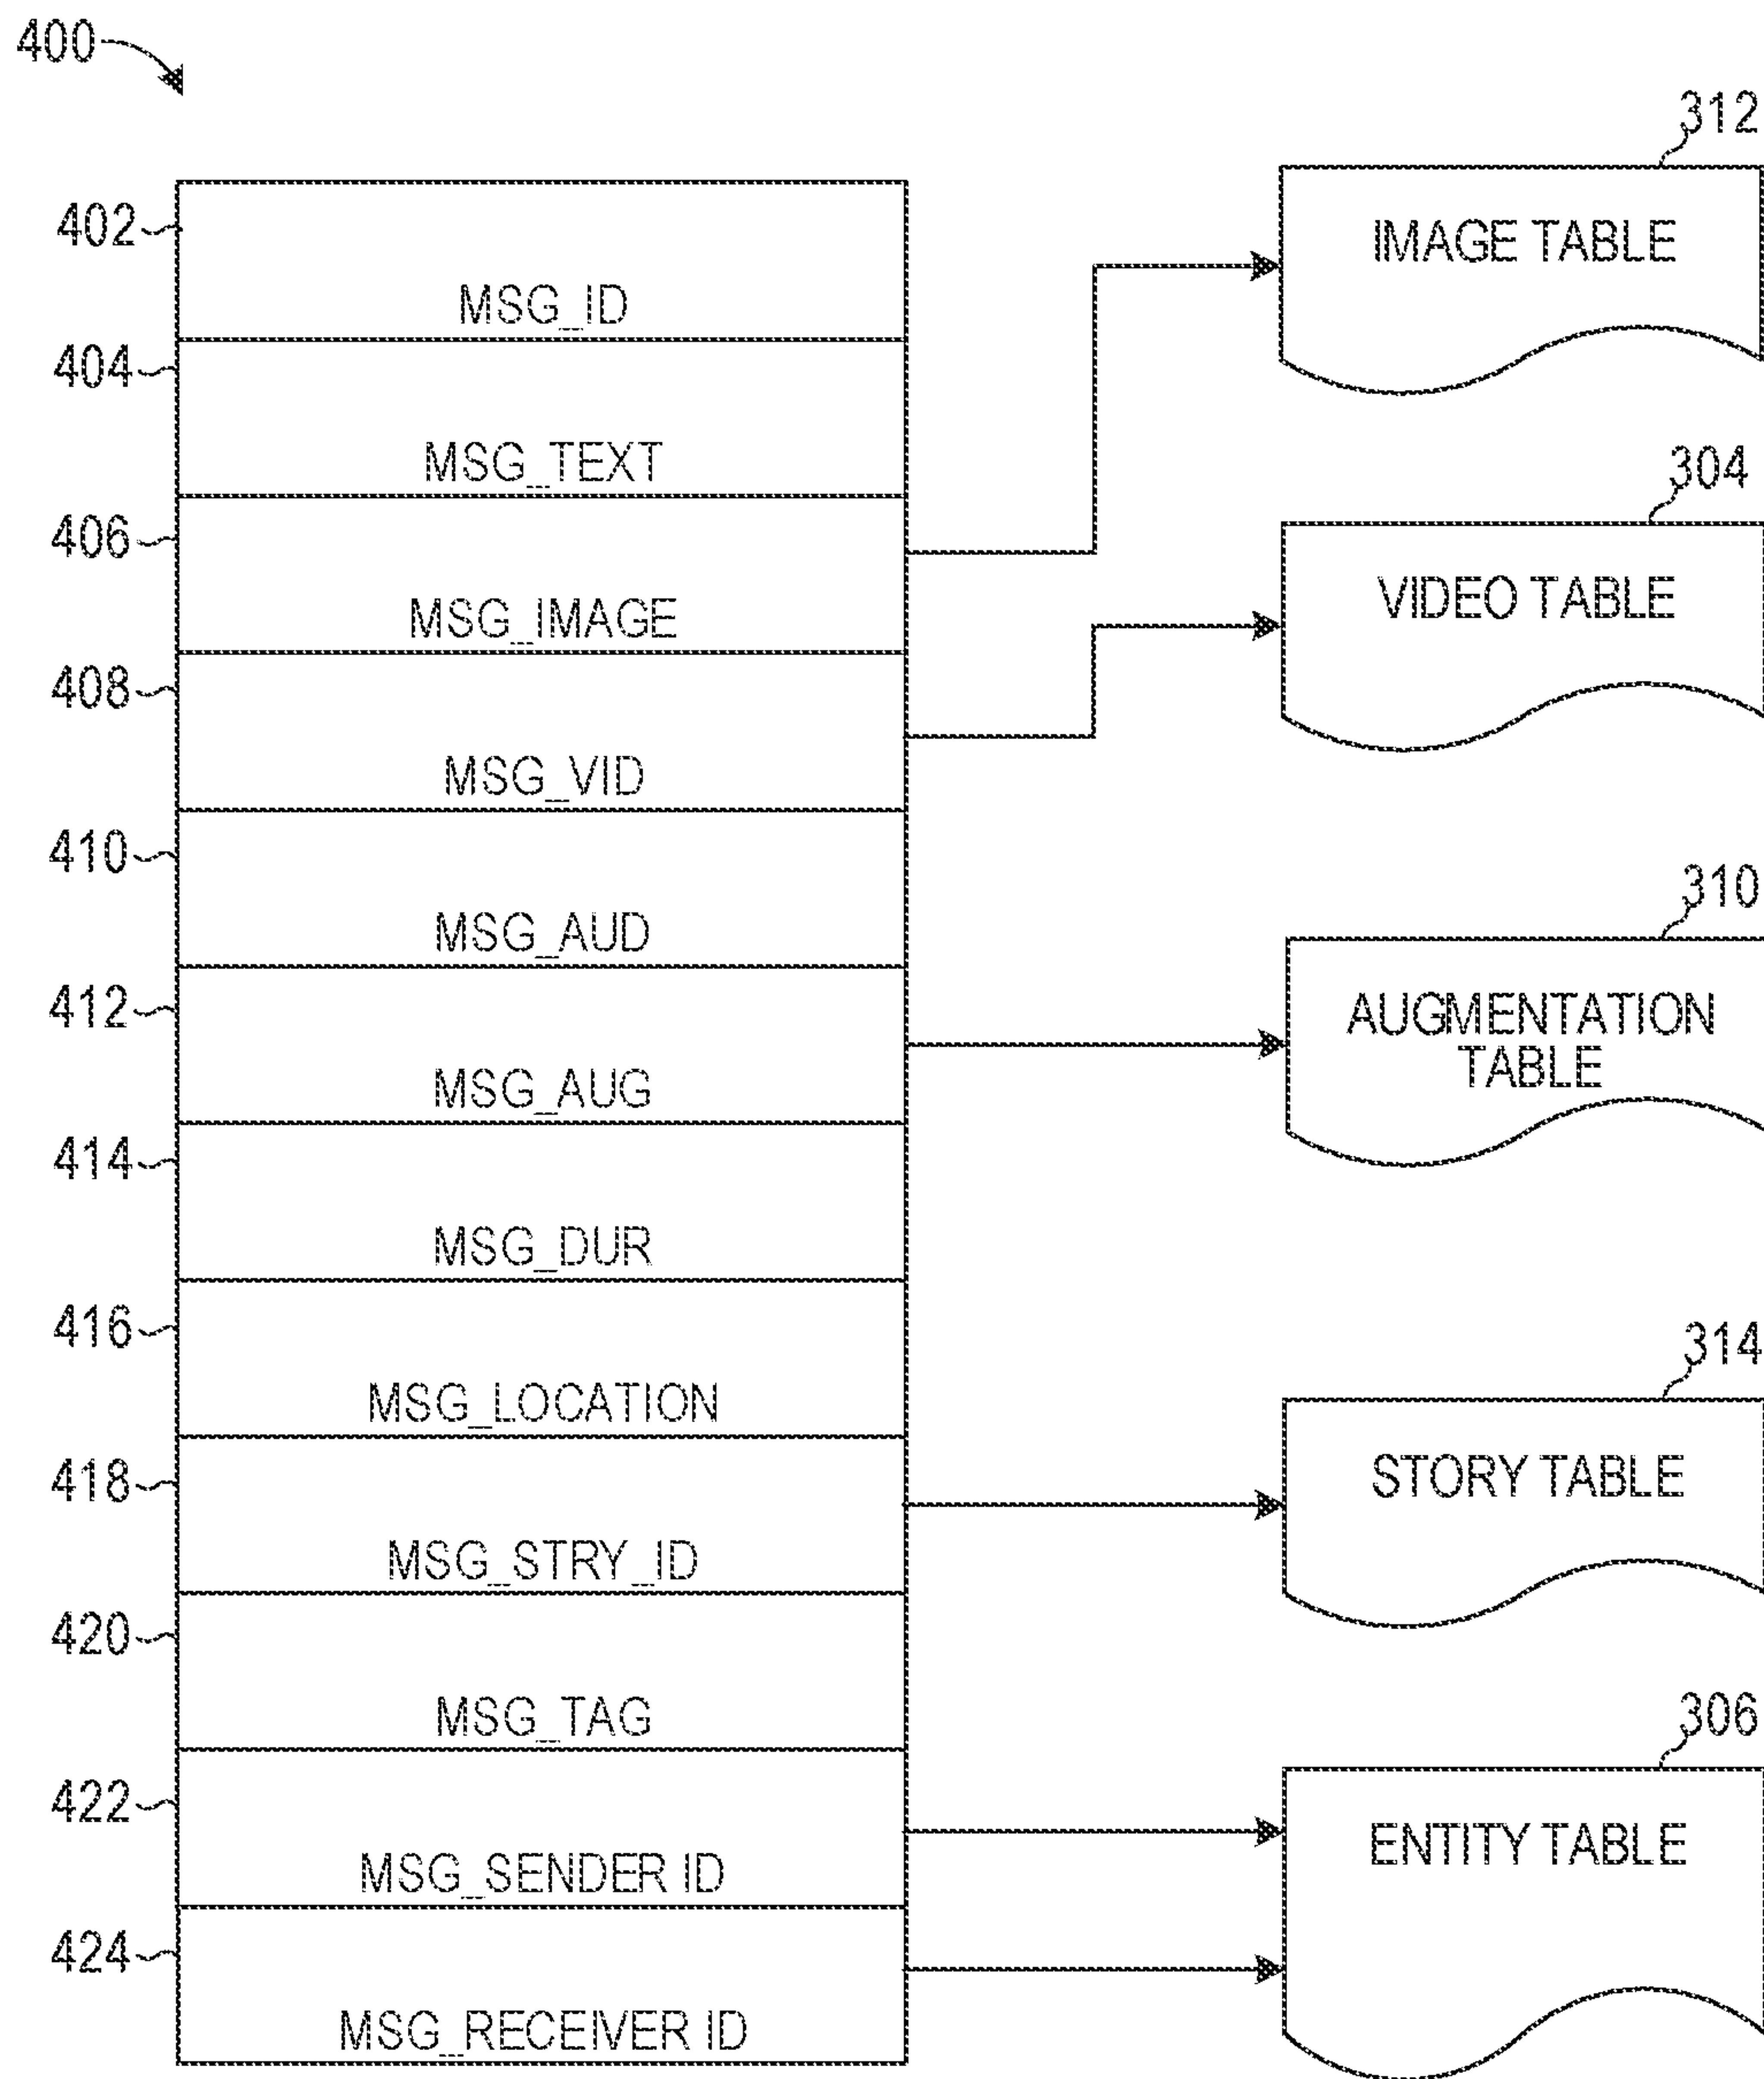 400
312
402
IMAGE TABLE
MSG_ID
404
MSG_TEXT
304
406
VIDEO TABLE
MSG_IMAGE
408
MSG_VID
410
310
MSG_AUD
412
AUGMENTATION
TABLE
MSG_AUG
414
MSG_DUR
416
314
MSG_LOCATION
418
STORY TABLE
MSG_STRY_ID
420
306
MSG_TAG
422
ENTITY TABLE
MSG_SENDER ID
424
MSG_RECEIVER ID